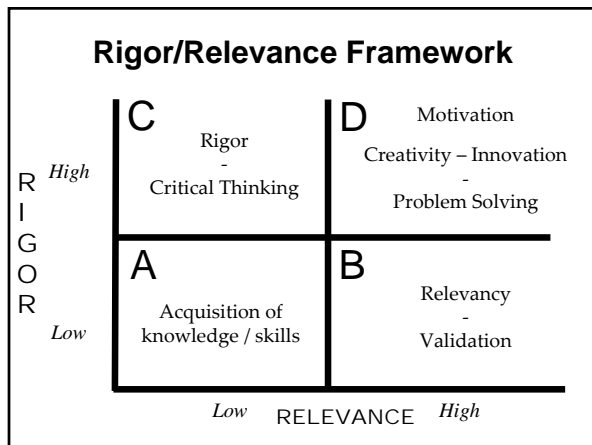 Rigor/Relevance Framework
C
Rigor
-
Critical Thinking
D
Motivation
Creativity – Innovation
-
Problem Solving
RIGOR
High
Low
A
Acquisition of
knowledge / skills
B
Relevancy
-
Validation
Low
RELEVANCE
High